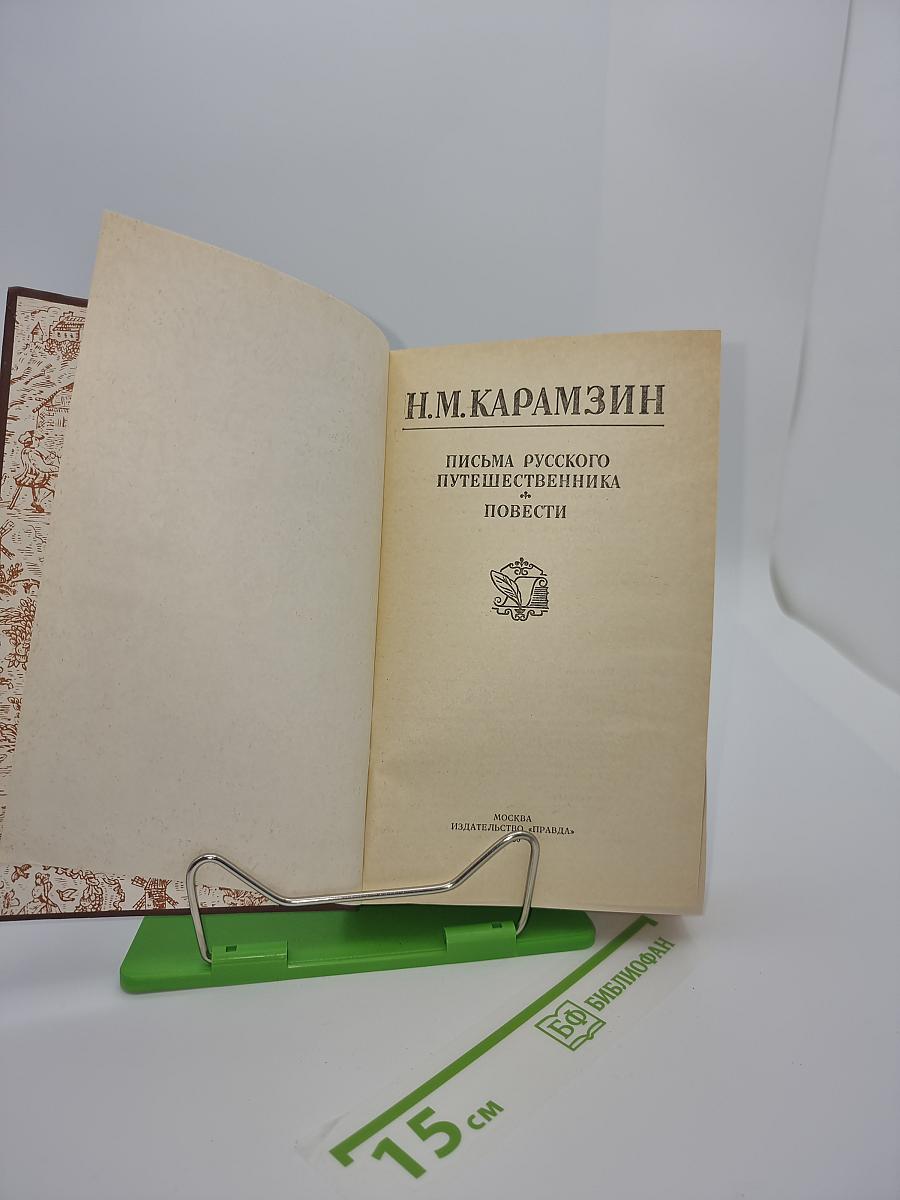 Н.М.КАРАМЗИН
ПИСЬМА РУССКОГО
ПУТЕШЕСТВЕННИКА
ПОВЕСТИ
МОСКВА
ИЗДАТЕЛЬСТВО «ПРАВДА»
БФ БИБЛИОФАН
15 см